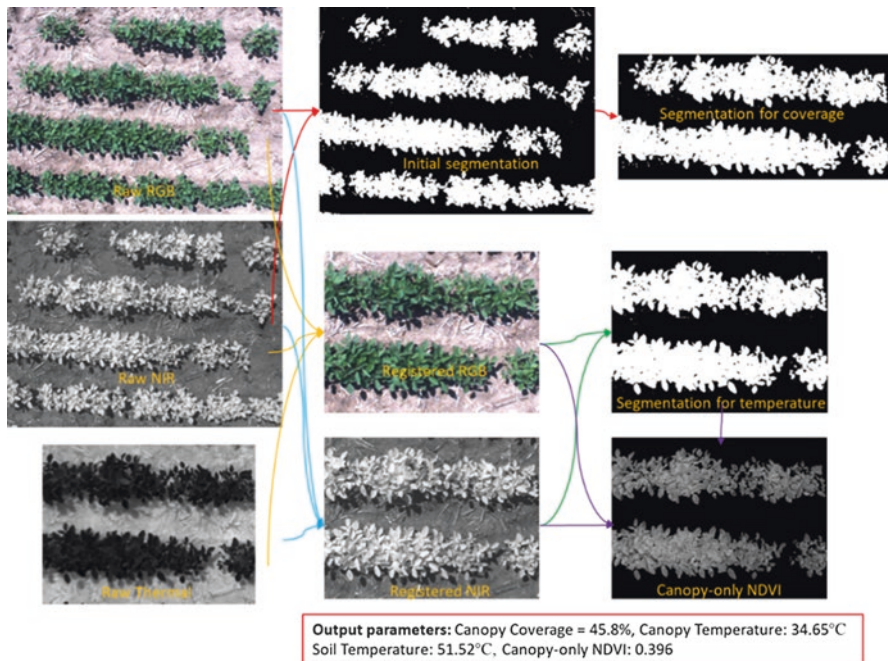 Raw RGB
Initial segmentation
Segmentation for coverage
Raw NIR
Registered RGB
Segmentation for temperature
Raw Thermal
Registered NIR
Canopy-only NDVI
Output parameters: Canopy Coverage = 45.8%, Canopy Temperature: 34.65℃
Soil Temperature: 51.52℃, Canopy-only NDVI: 0.396